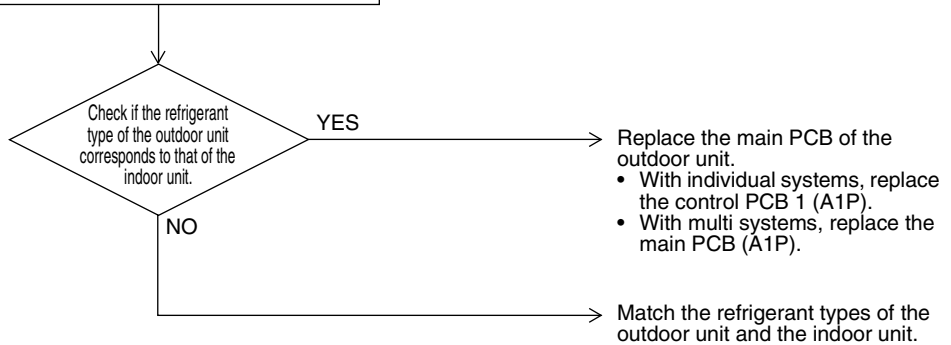 Check if the refrigerant
type of the outdoor unit
corresponds to that of the
indoor unit.
YES
Replace the main PCB of the
outdoor unit.
• With individual systems, replace
the control PCB 1 (A1P).
• With multi systems, replace the
main PCB (A1P).
NO
Match the refrigerant types of the
outdoor unit and the indoor unit.